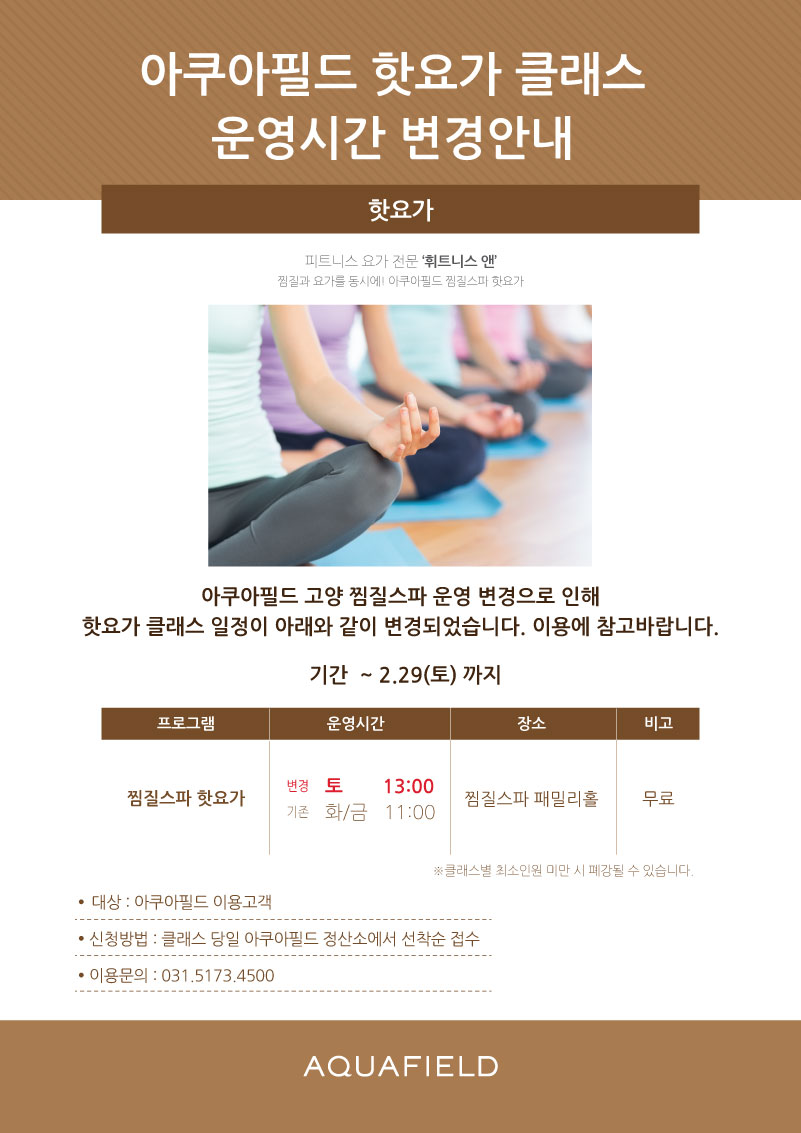 아쿠아필드 핫요가 클래스
운영시간 변경안내
핫요가
피트니스 요가 전문 ‘휘트니스 앤’
찜질과 요가를 동시에! 아쿠아필드 찜질스파 핫요가
아쿠아필드 고양 찜질스파 운영 변경으로 인해
핫요가 클래스 일정이 아래와 같이 변경되었습니다. 이용에 참고바랍니다.
기간 ~ 2.29(토) 까지
프로그램 운영시간 장소 비고
변경 토 13:00
찜질스파 핫요가 찜질스파 패밀리홀 무료
기존 화/금 11:00
※클래스별 최소인원 미만 시 폐강될 수 있습니다.
• 대상 : 아쿠아필드 이용고객
• 신청방법 : 클래스 당일 아쿠아필드 정산소에서 선착순 접수
• 이용문의 : 031.5173.4500
AQUAFIELD